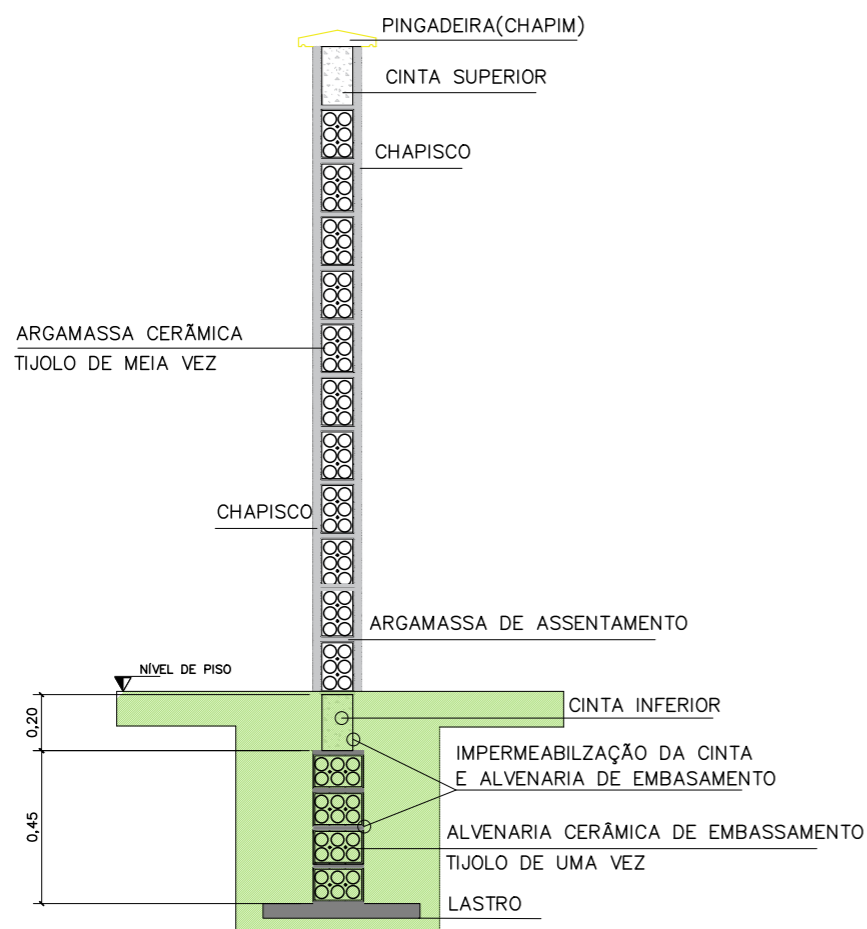 PINGADEIRA(CHAPIM)
CINTA SUPERIOR
CHAPISCO
ARGAMASSA CERÃMICA
TIJOLO DE MEIA VEZ
CHAPISCO
ARGAMASSA DE ASSENTAMENTO
NÍVEL DE PISO
0,20
CINTA INFERIOR
IMPERMEABILZAÇÃO DA CINTA
E ALVENARIA DE EMBASAMENTO
0,45
ALVENARIA CERÂMICA DE EMBASSAMENTO
TIJOLO DE UMA VEZ
LASTRO